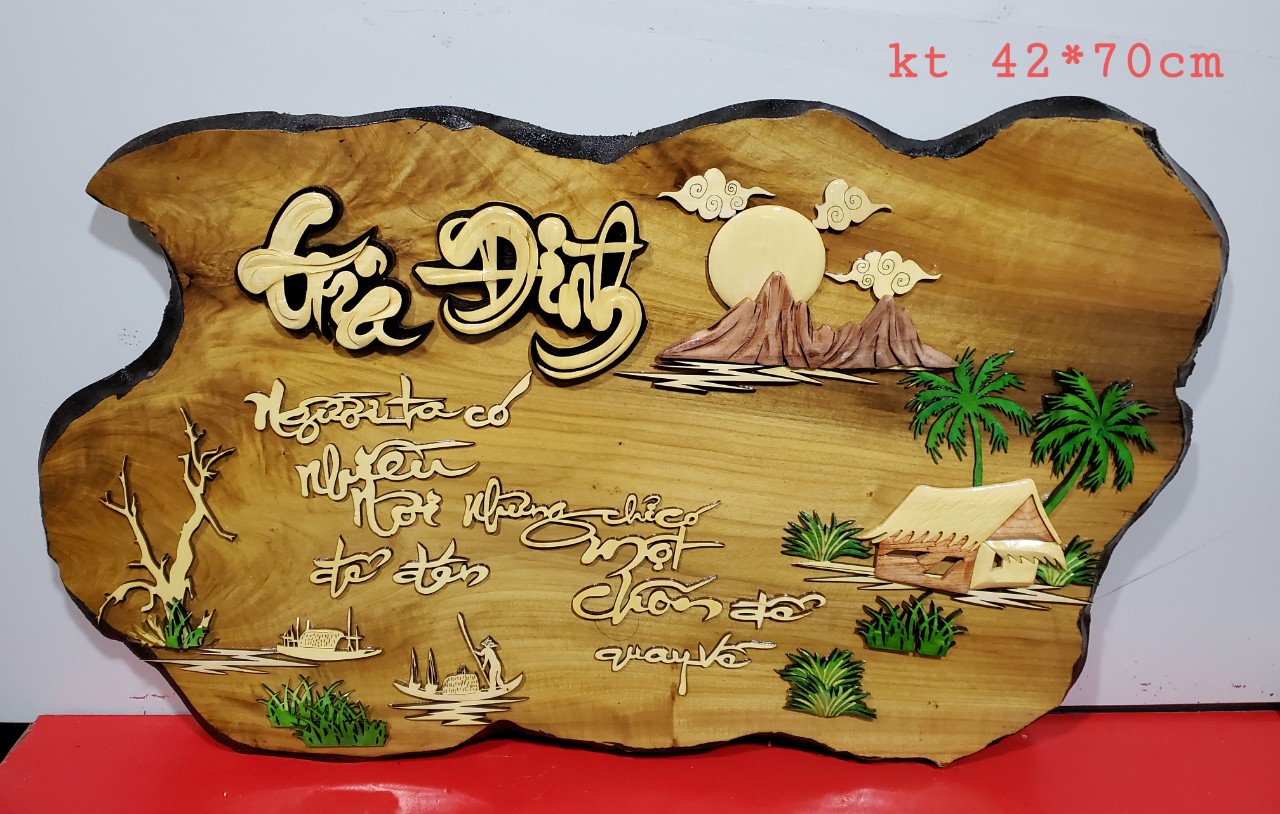 kt 42*70cm
Gia Đình
Người ta có
nhiều
nơi
để đến
Nhưng chỉ có
một
chốn để
quay về